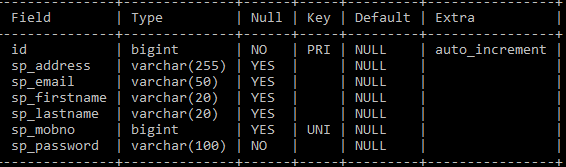 Field | Type | Null | Key | Default | Extra
id | bigint | NO | PRI | NULL | auto_increment
sp_address | varchar(255) | YES | | NULL |
sp_email | varchar(50) | YES | | NULL |
sp_firstname | varchar(20) | YES | | NULL |
sp_lastname | varchar(20) | YES | | NULL |
sp_mobno | bigint | YES | UNI | NULL |
sp_password | varchar(100) | NO | | NULL |